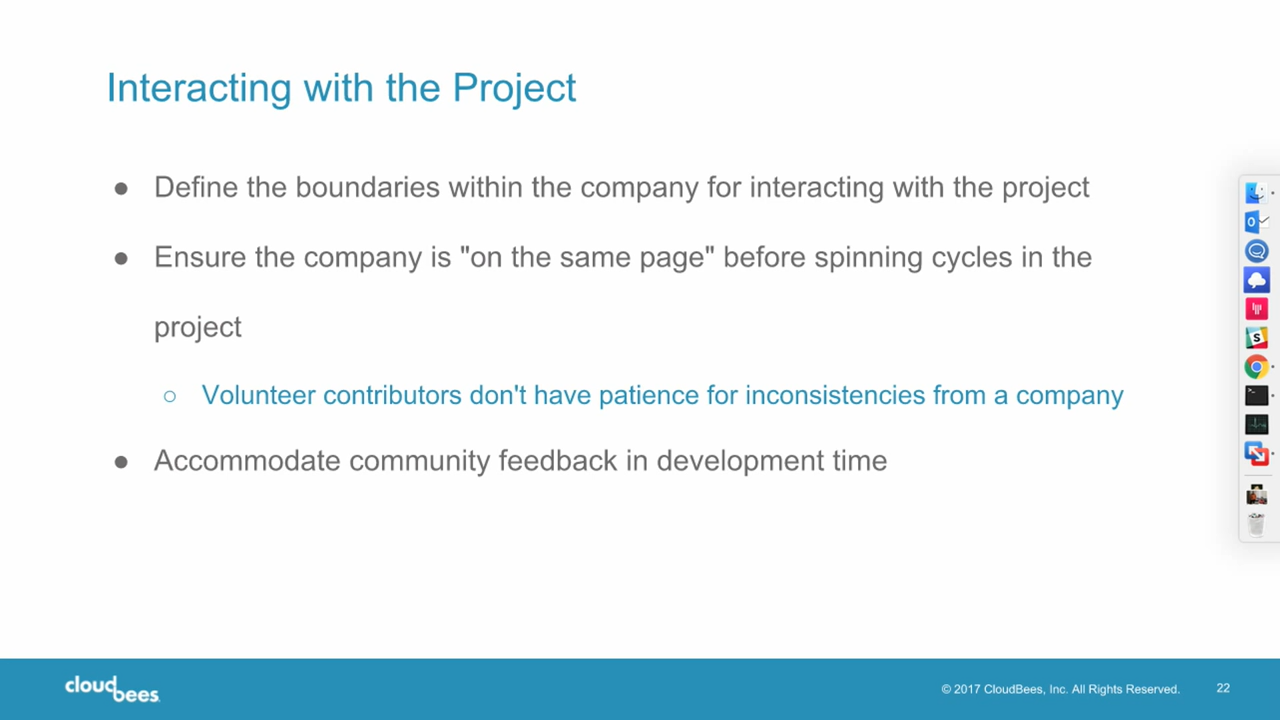 Interacting with the Project
● Define the boundaries within the company for interacting with the project
● Ensure the company is "on the same page" before spinning cycles in the
project
○ Volunteer contributors don't have patience for inconsistencies from a company
● Accommodate community feedback in development time
cloudbees
© 2017 CloudBees, Inc. All Rights Reserved.
22